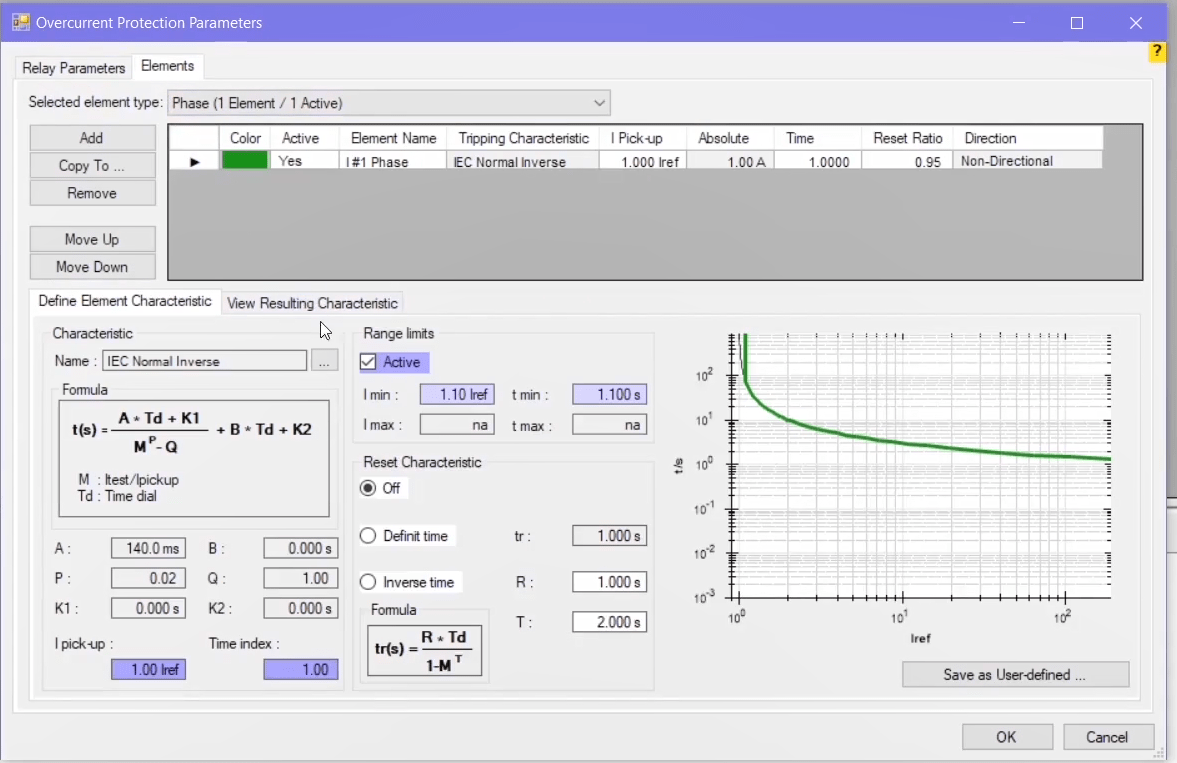 Overcurrent Protection Parameters
?
Relay Parameters Elements
Selected element type: Phase (1 Element / 1 Active)
Add
Copy To ...
Remove
Move Up
Move Down
Color Active Element Name Tripping Characteristic I Pick-up Absolute Time Reset Ratio Direction
Yes I #1 Phase IEC Normal Inverse 1.000 Iref 1.00 A 1.0000 0.95 Non-Directional
Define Element Characteristic View Resulting Characteristic
Characteristic
Name : IEC Normal Inverse ...
Formula
t(s) = A * Td + K1 / M^P - Q + B * Td + K2
M : Itest/Ipickup
Td : Time dial
A : 140.0 ms B : 0.000 s
P : 0.02 Q : 1.00
K1 : 0.000 s K2 : 0.000 s
I pick-up : Time index :
1.00 Iref 1.00
Range limits
Active
I min : 1.10 Iref t min : 1.100 s
I max : na t max : na
Reset Characteristic
Off
Definit time tr : 1.000 s
Inverse time R : 1.000 s
Formula T : 2.000 s
tr(s) = R * Td / 1-M^T
t/s
10^2
10^1
10^0
10^-1
10^-2
10^-3
10^0 10^1 10^2
Iref
Save as User-defined ...
OK Cancel